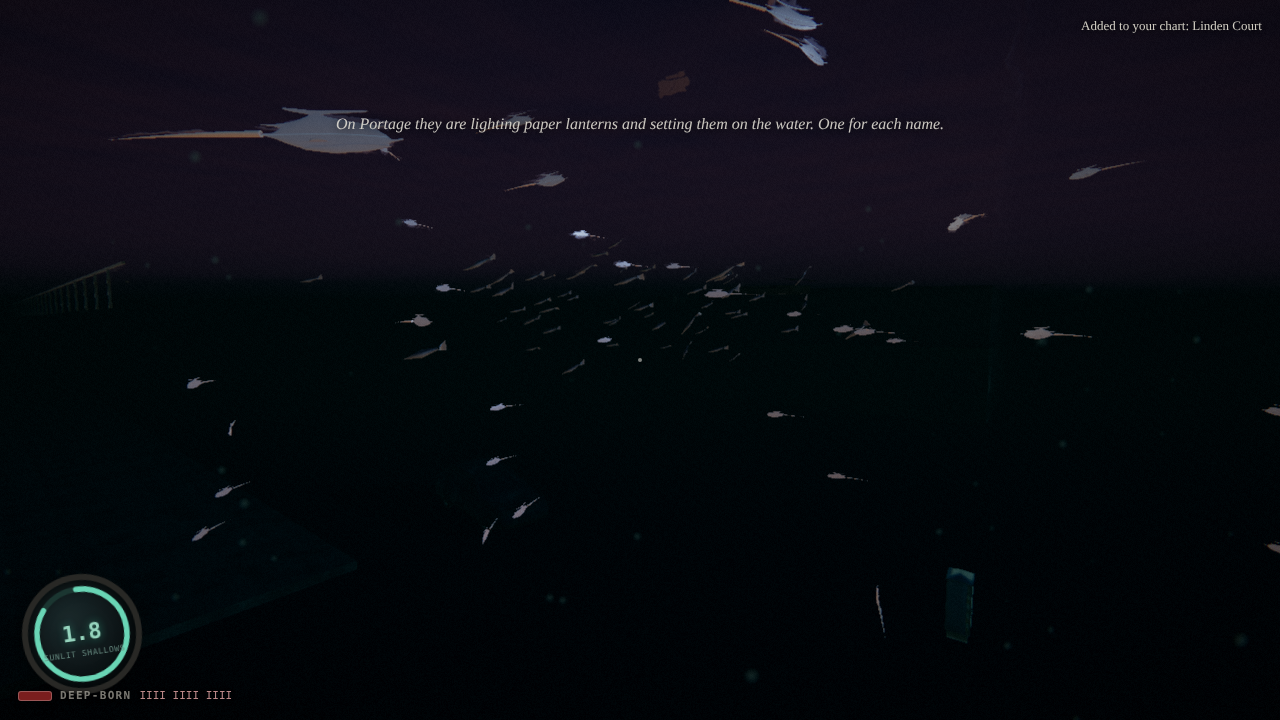 Added to your chart: Linden Court
On Portage they are lighting paper lanterns and setting them on the water. One for each name.
1.8
SUNLIT SHALLOWS
DEEP-BORN IIII IIII IIII